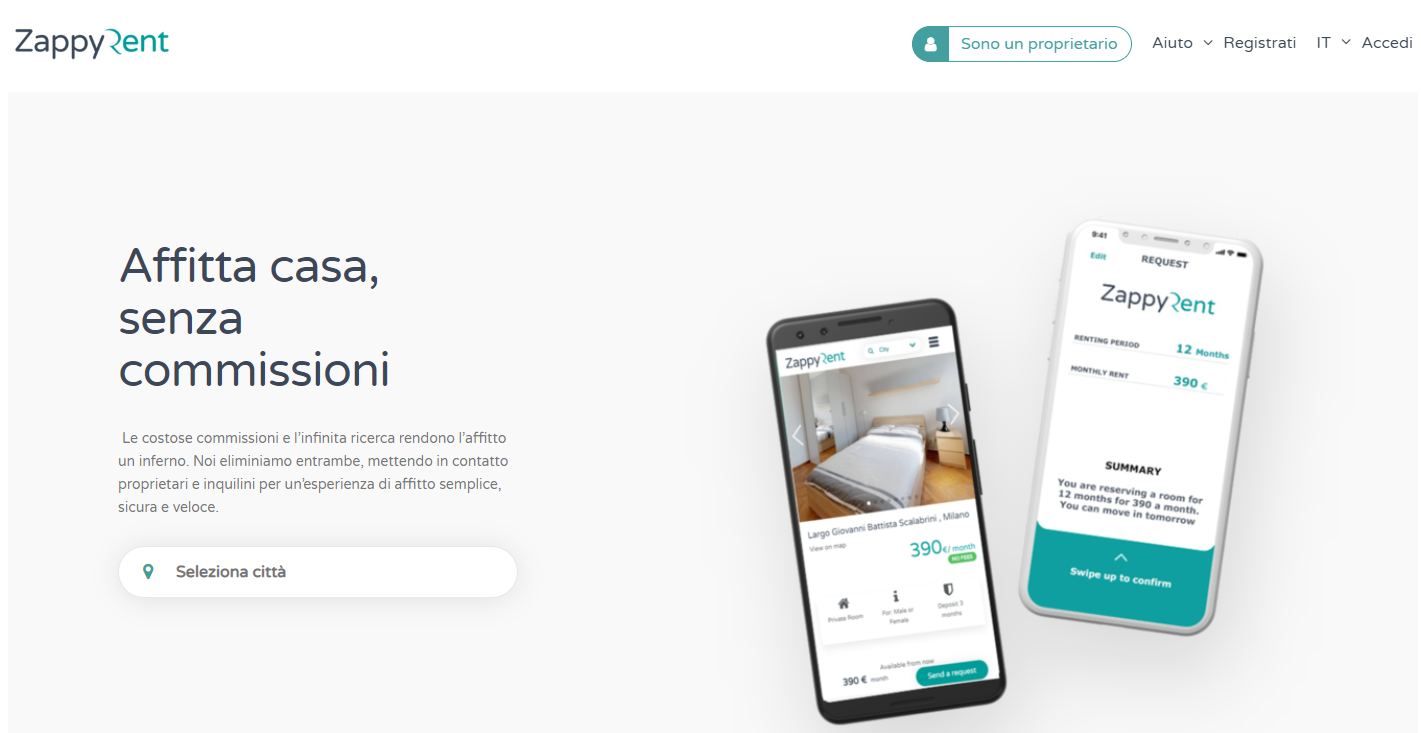 ZappyRent
Sono un proprietario
Aiuto
Registrati
IT
Accedi
Affitta casa,
senza
commissioni
Le costose commissioni e l’infinita ricerca rendono l’affitto
un inferno. Noi eliminiamo entrambe, mettendo in contatto
proprietari e inquilini per un’esperienza di affitto semplice,
sicura e veloce.
Seleziona città
ZappyRent
City
Largo Giovanni Battista Scalabrini , Milano
View on map
390€/ month
NO FEES
Private Room
For: Male or
Female
Deposit 3
months
Available from now
390 € month
Send a request
9:41
Edit
REQUEST
ZappyRent
RENTING PERIOD
12 Months
MONTHLY RENT
390 €
SUMMARY
You are reserving a room for
12 months for 390 a month.
You can move in tomorrow
Swipe up to confirm